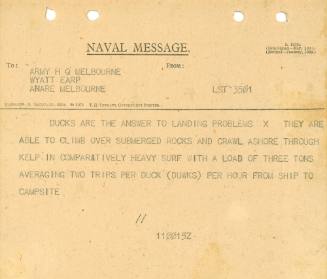 NAVAL MESSAGE.
To:
From:
ARMY H Q MELBOURNE
WYATT EARP
ANARE MELBOURNE
LST 3501
DUCKS ARE THE ANSWER TO LANDING PROBLEMS X THEY ARE
ABLE TO CLIMB OVER SUBMERGED ROCKS AND CRAWL ASHORE THROUGH
KELP IN COMPARATIVELY HEAVY SURF WITH A LOAD OF THREE TONS
AVERAGING TWO TRIPS PER DUCK (DUWKS) PER HOUR FROM SHIP TO
CAMPSITE.
110015Z